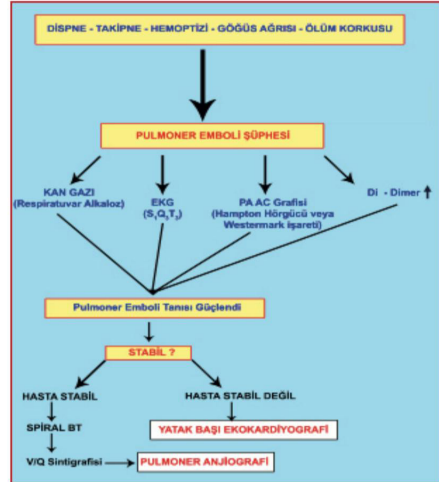 DİSPNE - TAKİPNE - HEMOPTİZİ - GÖĞÜS AĞRISI - ÖLÜM KORKUSU
PULMONER EMBOLİ ŞÜPHESİ
KAN GAZI
(Respiratuvar Alkaloz)
EKG
(S₁Q₃T₃)
PA AC Grafisi
(Hampton Hörgücü veya
Westermark işareti)
Di - Dimer ↑
Pulmoner Emboli Tanısı Güçlendi
STABİL ?
HASTA STABİL
HASTA STABİL DEĞİL
SPİRAL BT
YATAK BAŞI EKOKARDİYOGRAFİ
V/Q Sintigrafisi
PULMONER ANJİOGRAFİ